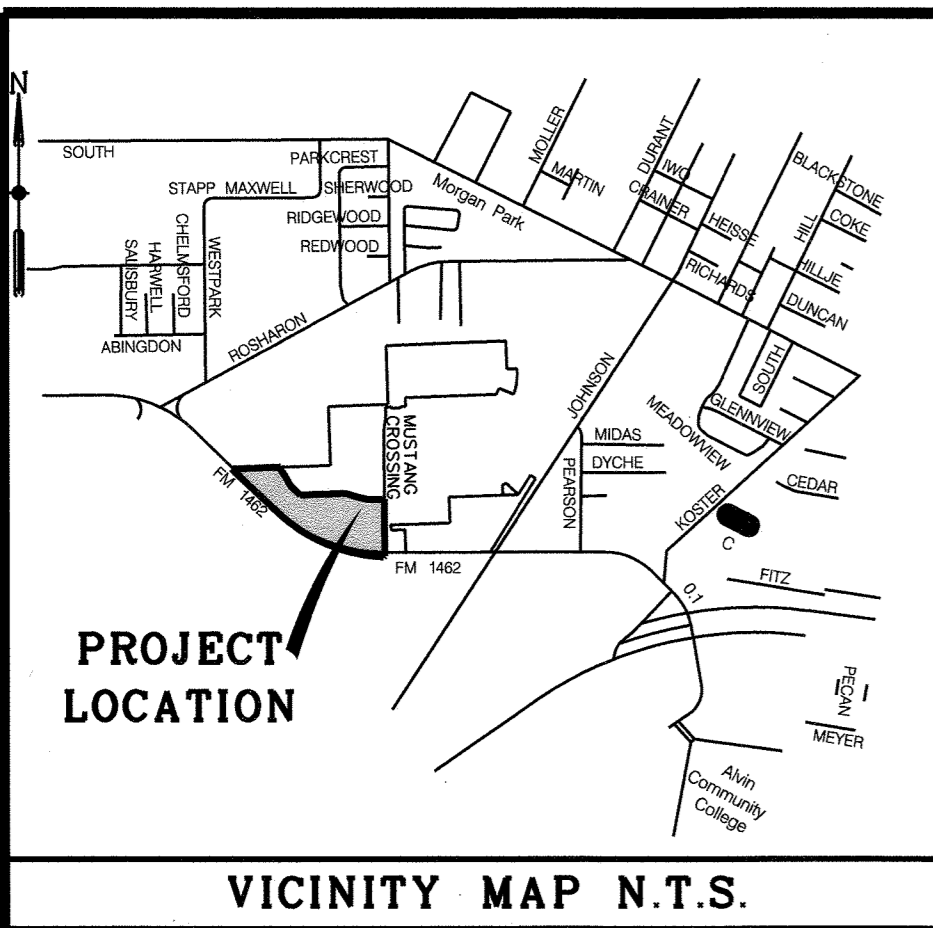 N
SOUTH
PARKCREST
STAPP MAXWELL
SHERWOOD
RIDGEWOOD
REDWOOD
Morgan Park
MOLLER
MARTIN
DURANT
IWO
CRAINER
HEISSE
RICHARDS
BLACKSTONE
COKE
HILL
HILLJE
DUNCAN
SALISBURY
HARWELL
CHELMSFORD
WESTPARK
ABINGDON
ROSHARON
JOHNSON
SOUTH
GLENNVIEW
MEADOWVIEW
MUSTANG
CROSSING
MIDAS
DYCHE
PEARSON
KOSTER
CEDAR
C
FM 1462
FM 1462
FITZ
0.1
PROJECT
LOCATION
PECAN
MEYER
Alvin
Community
College
VICINITY MAP N.T.S.